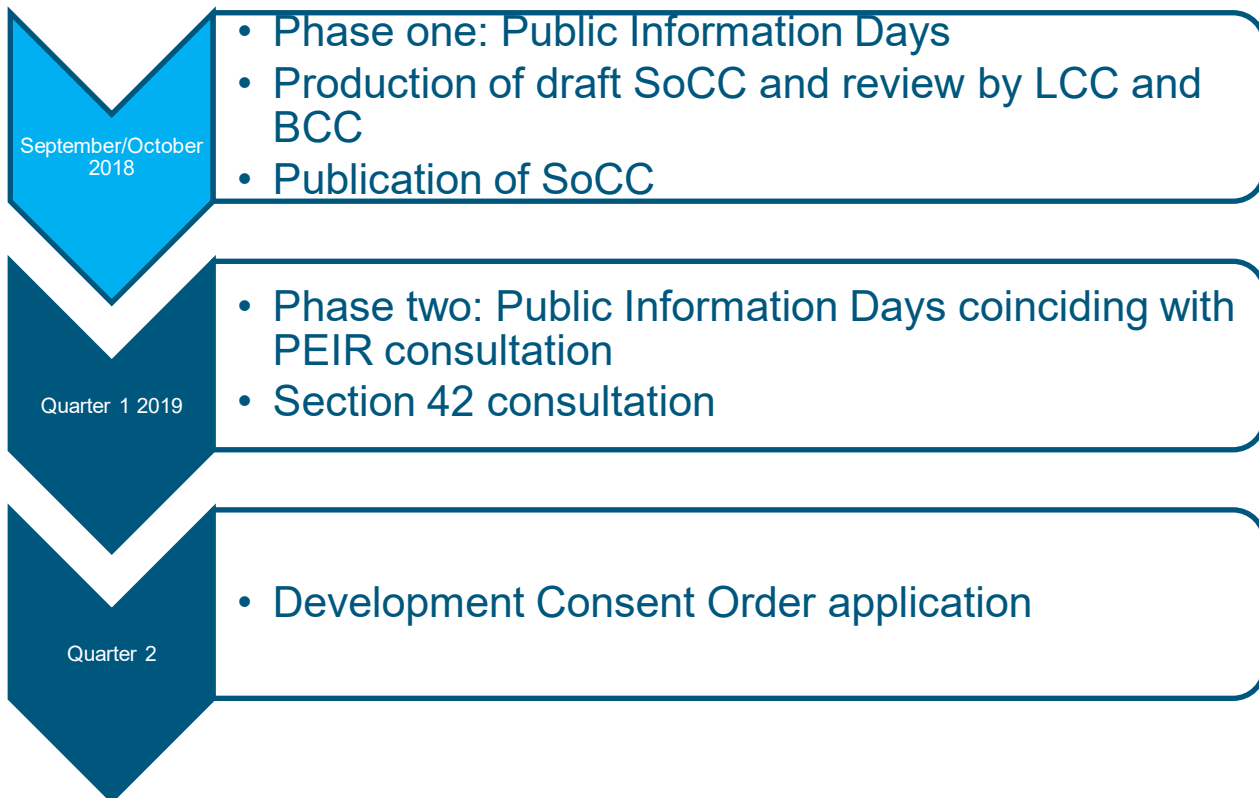 • Phase one: Public Information Days
• Production of draft SoCC and review by LCC and
BCC
• Publication of SoCC
September/October
2018
• Phase two: Public Information Days coinciding with
PEIR consultation
• Section 42 consultation
Quarter 1 2019
• Development Consent Order application
Quarter 2